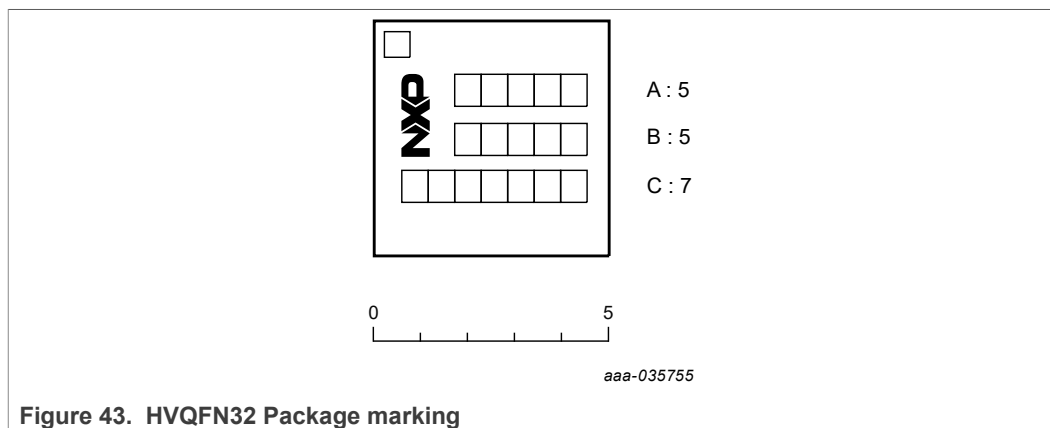 NXP
A : 5
B : 5
C : 7
0 5
aaa-035755
Figure 43. HVQFN32 Package marking